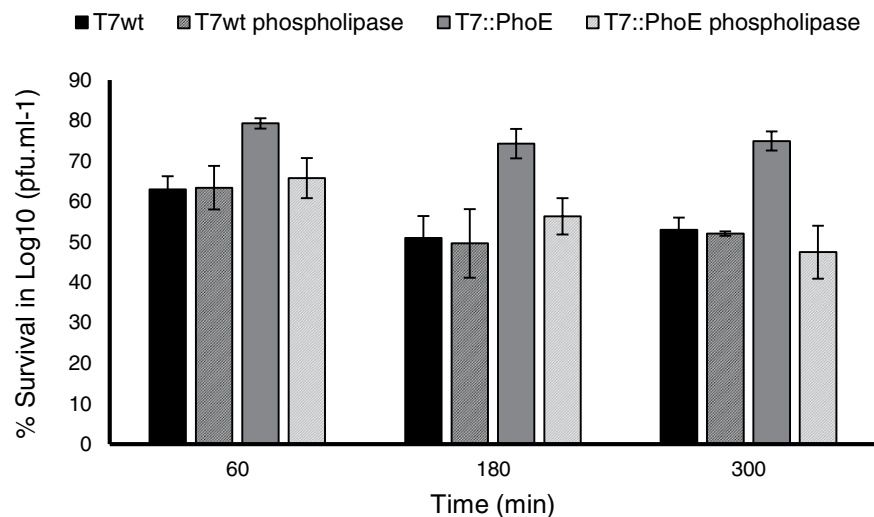 T7wt T7wt phospholipase T7::PhoE T7::PhoE phospholipase
% Survival in Log10 (pfu.ml-1)
90
80
70
60
50
40
30
20
10
0
60 180 300
Time (min)